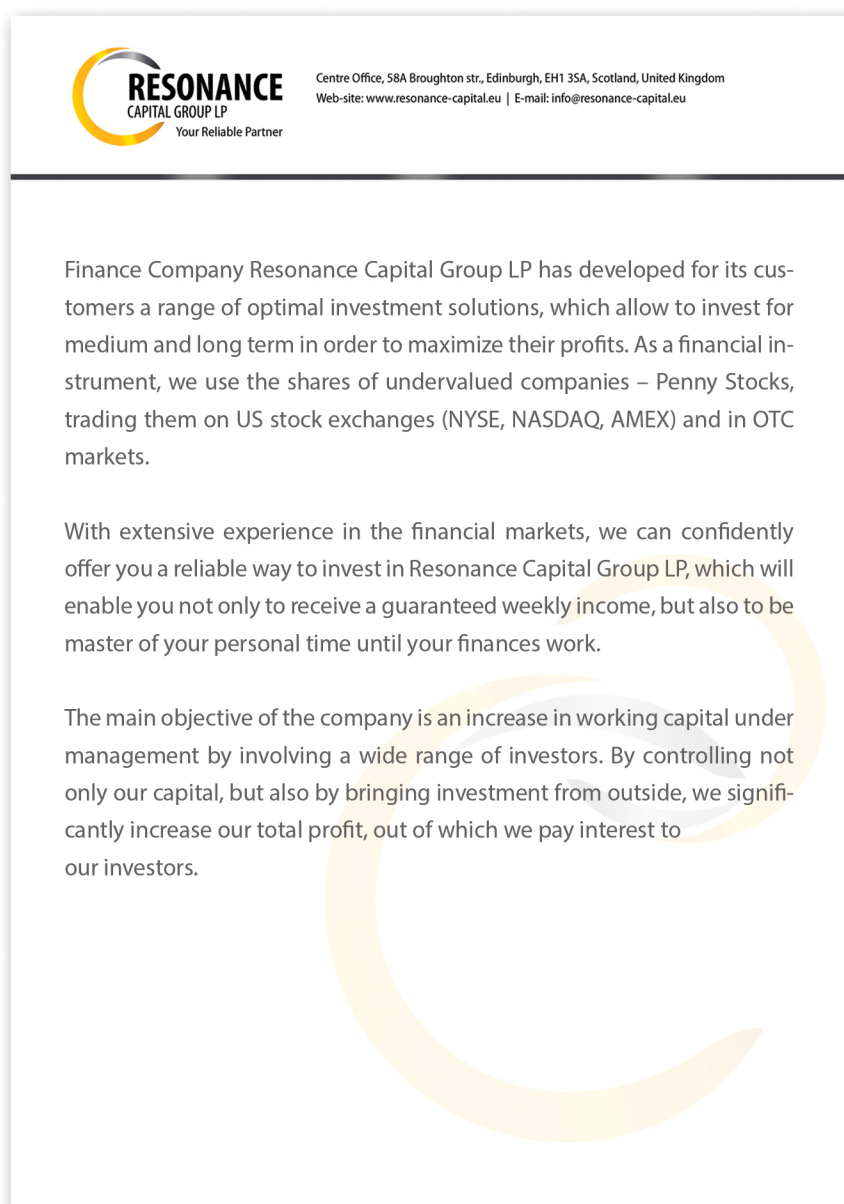 RESONANCE
CAPITAL GROUP LP
Your Reliable Partner
Centre Office, 58A Broughton str., Edinburgh, EH1 3SA, Scotland, United Kingdom
Web-site: www.resonance-capital.eu | E-mail: info@resonance-capital.eu
Finance Company Resonance Capital Group LP has developed for its cus-
tomers a range of optimal investment solutions, which allow to invest for
medium and long term in order to maximize their profits. As a financial in-
strument, we use the shares of undervalued companies – Penny Stocks,
trading them on US stock exchanges (NYSE, NASDAQ, AMEX) and in OTC
markets.
With extensive experience in the financial markets, we can confidently
offer you a reliable way to invest in Resonance Capital Group LP, which will
enable you not only to receive a guaranteed weekly income, but also to be
master of your personal time until your finances work.
The main objective of the company is an increase in working capital under
management by involving a wide range of investors. By controlling not
only our capital, but also by bringing investment from outside, we signifi-
cantly increase our total profit, out of which we pay interest to
our investors.